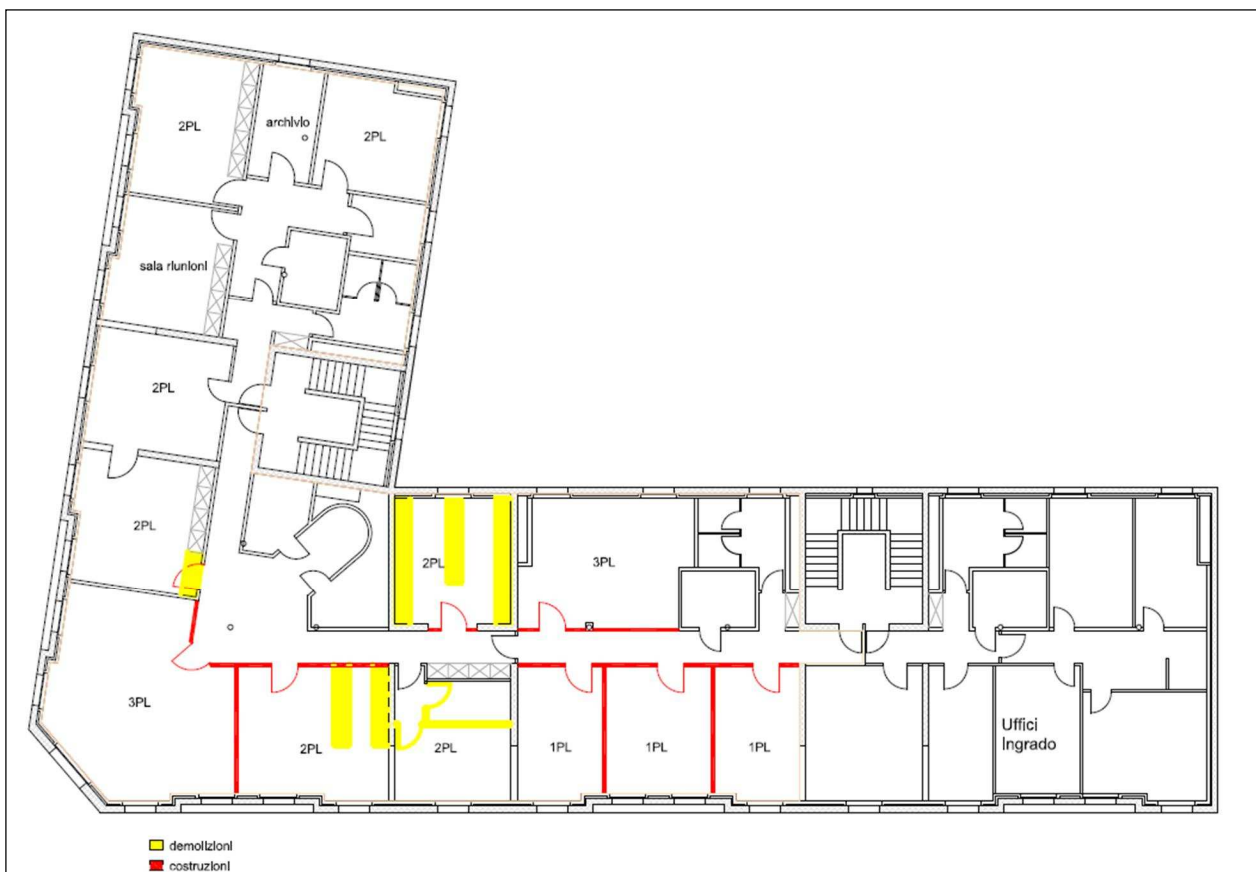 2PL
archivio
2PL
sala riunioni
2PL
2PL
2PL
3PL
3PL
2PL
2PL
1PL
1PL
1PL
Uffici
Ingrado
demolizioni
costruzioni